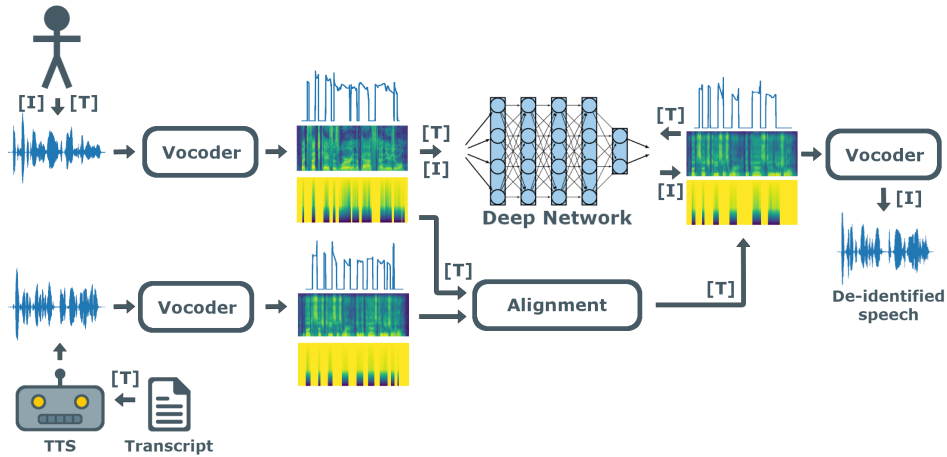 [I] [T]
Vocoder
[T]
[I]
Deep Network
[T]
[I]
Vocoder
[I]
De-identified
speech
Vocoder
[T]
Alignment
[T]
[T]
TTS
Transcript